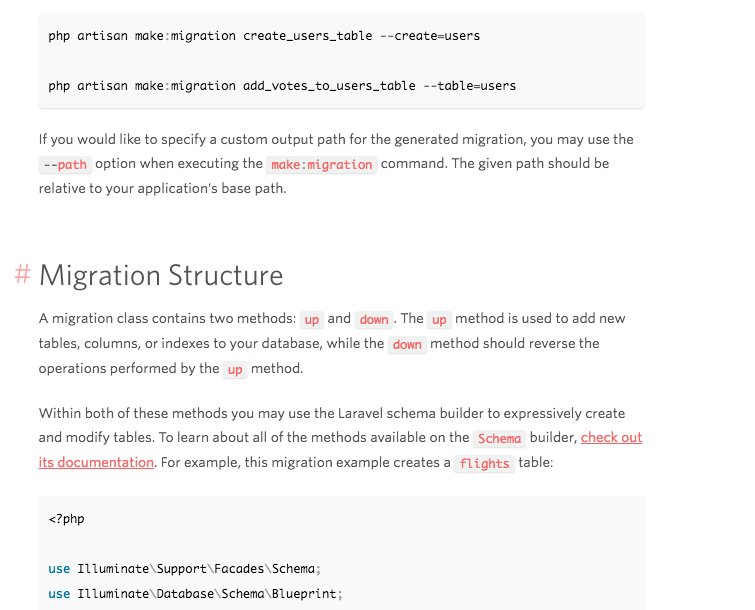 php artisan make:migration create_users_table --create=users
php artisan make:migration add_votes_to_users_table --table=users
If you would like to specify a custom output path for the generated migration, you may use the
--path option when executing the make:migration command. The given path should be
relative to your application's base path.
# Migration Structure
A migration class contains two methods: up and down. The up method is used to add new
tables, columns, or indexes to your database, while the down method should reverse the
operations performed by the up method.
Within both of these methods you may use the Laravel schema builder to expressively create
and modify tables. To learn about all of the methods available on the Schema builder, check out
its documentation. For example, this migration example creates a flights table:
<?php
use Illuminate\Support\Facades\Schema;
use Illuminate\Database\Schema\Blueprint;